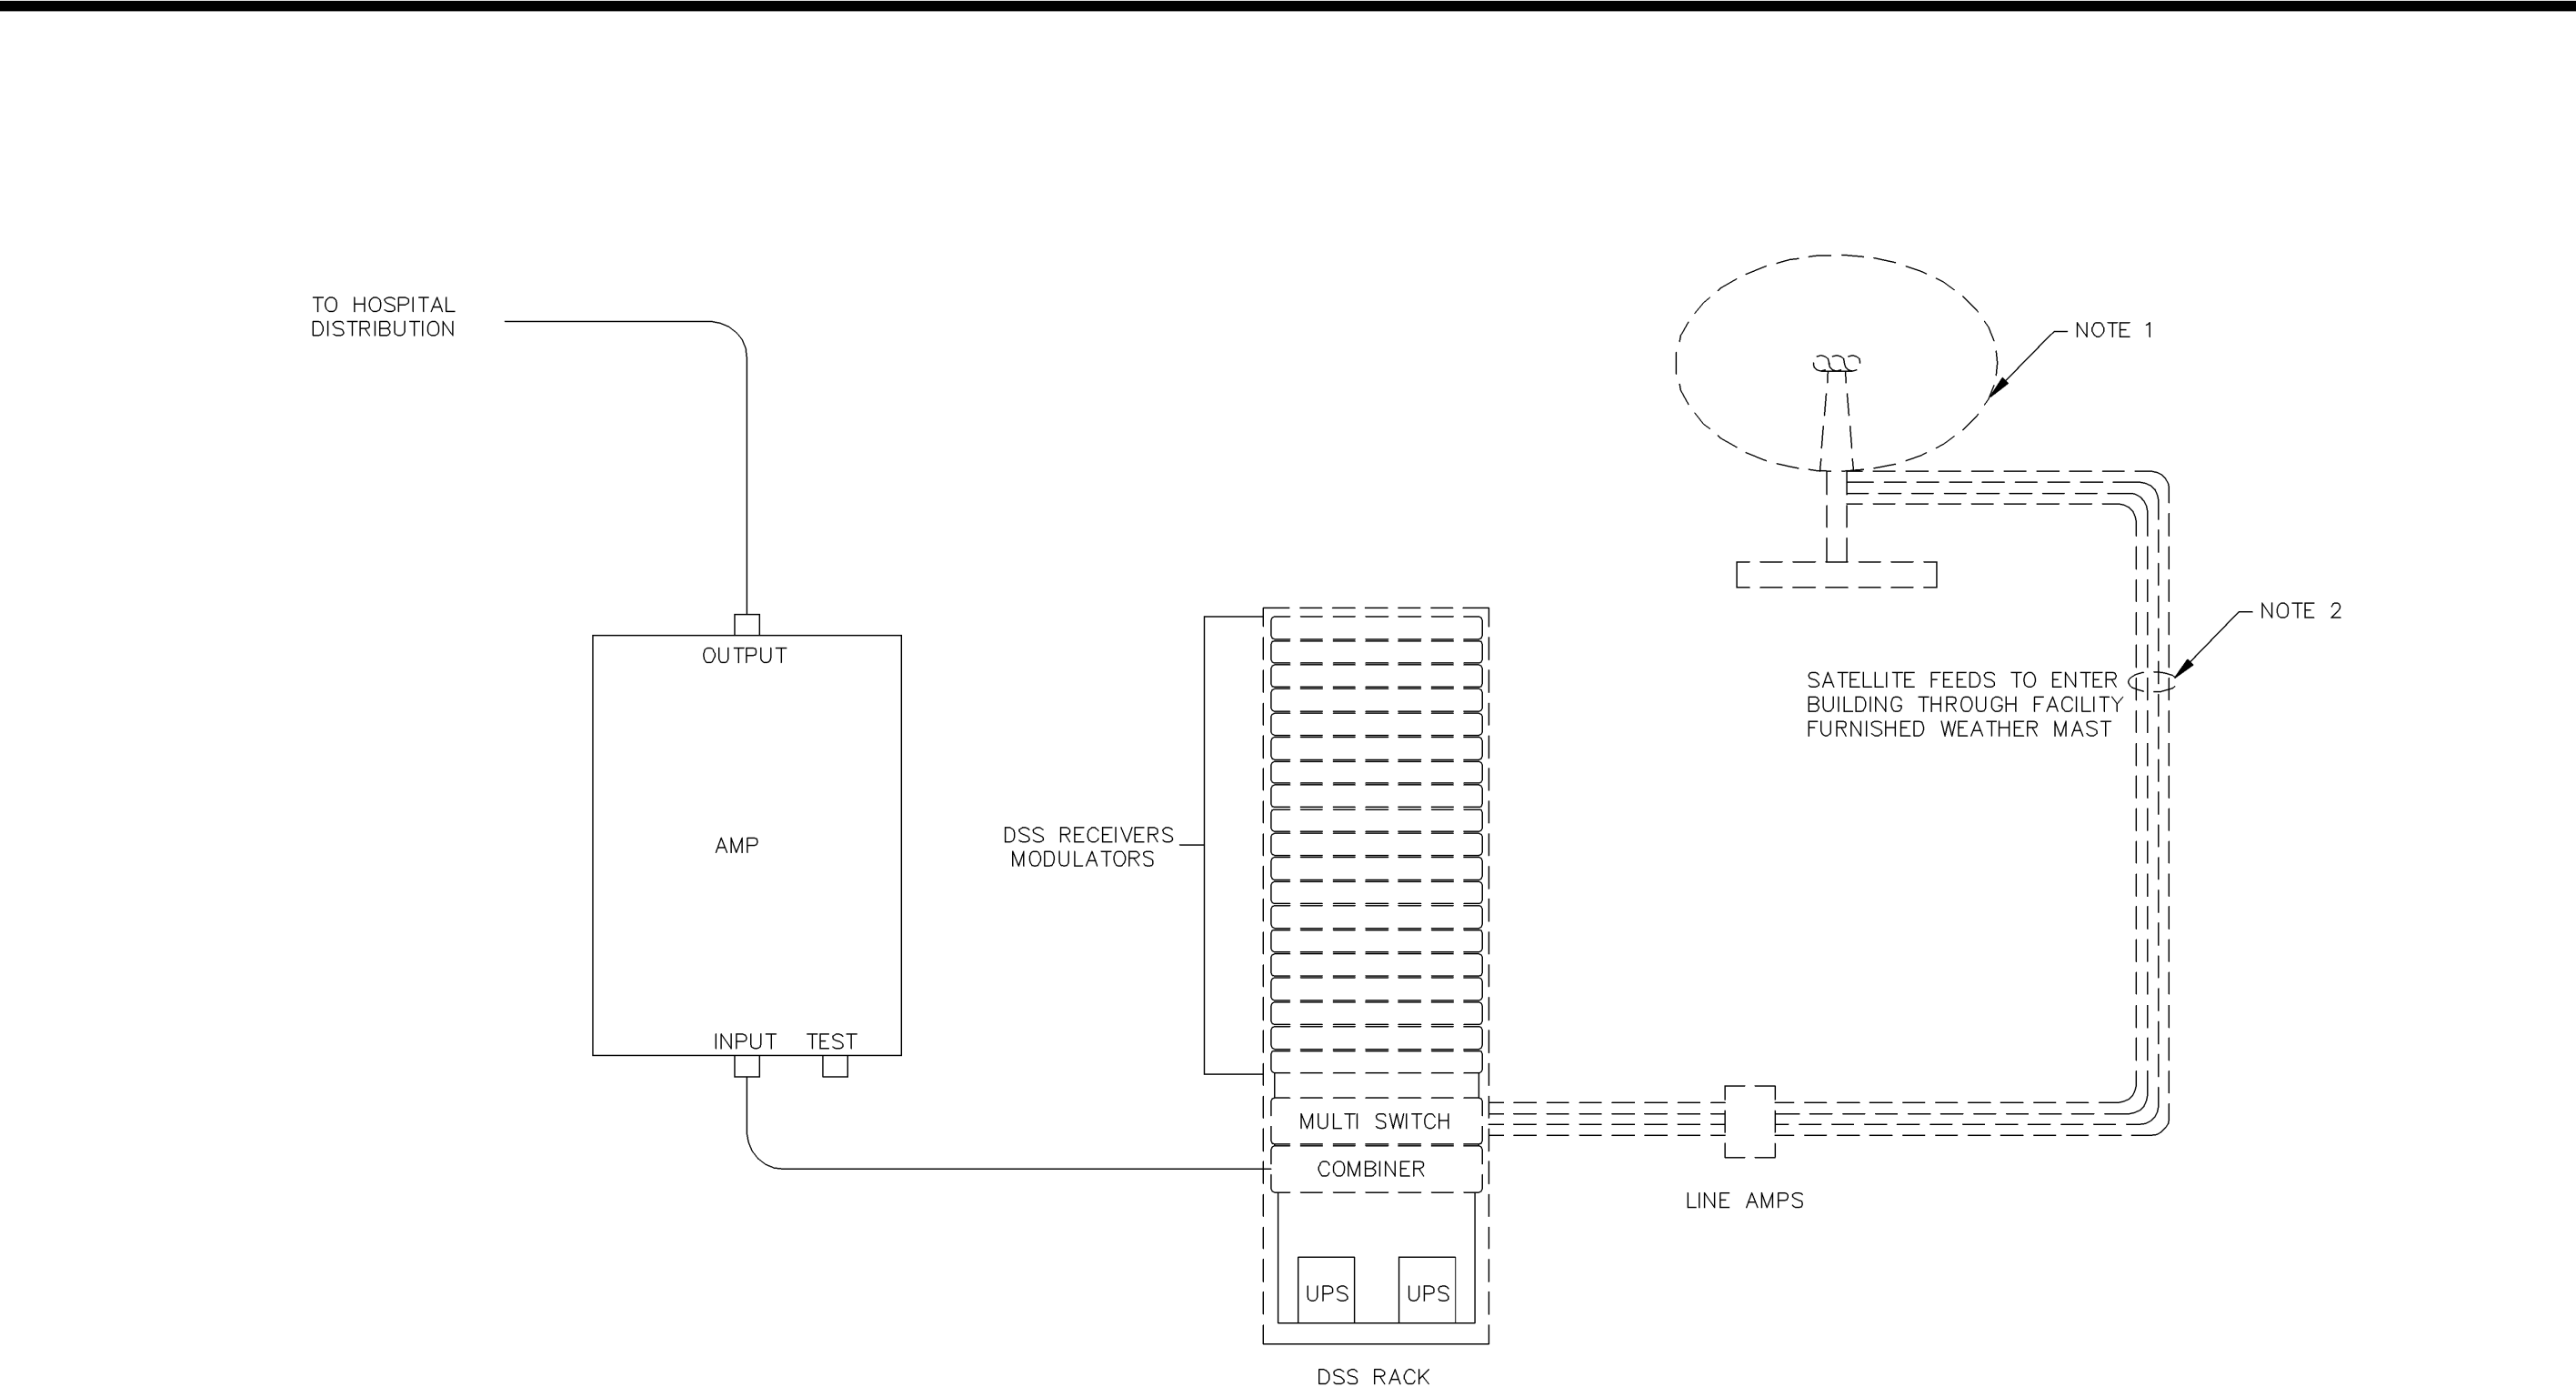 TO HOSPITAL
DISTRIBUTION
NOTE 1
OUTPUT
NOTE 2
SATELLITE FEEDS TO ENTER
BUILDING THROUGH FACILITY
FURNISHED WEATHER MAST
AMP
DSS RECEIVERS
MODULATORS
INPUT TEST
MULTI SWITCH
COMBINER
LINE AMPS
UPS UPS
DSS RACK